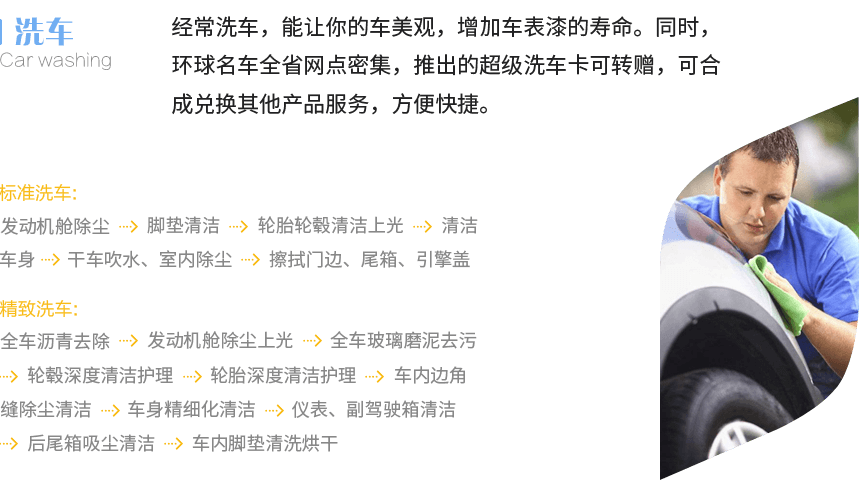 洗车
Car washing
经常洗车，能让你的车美观，增加车表漆的寿命。同时，
环球名车全省网点密集，推出的超级洗车卡可转赠，可合
成兑换其他产品服务，方便快捷。
标准洗车:
发动机舱除尘 脚垫清洁 轮胎轮毂清洁上光 清洁
车身 干车吹水、室内除尘 擦拭门边、尾箱、引擎盖
精致洗车:
全车沥青去除 发动机舱除尘上光 全车玻璃磨泥去污
轮毂深度清洁护理 轮胎深度清洁护理 车内边角
缝除尘清洁 车身精细化清洁 仪表、副驾驶箱清洁
后尾箱吸尘清洁 车内脚垫清洗烘干